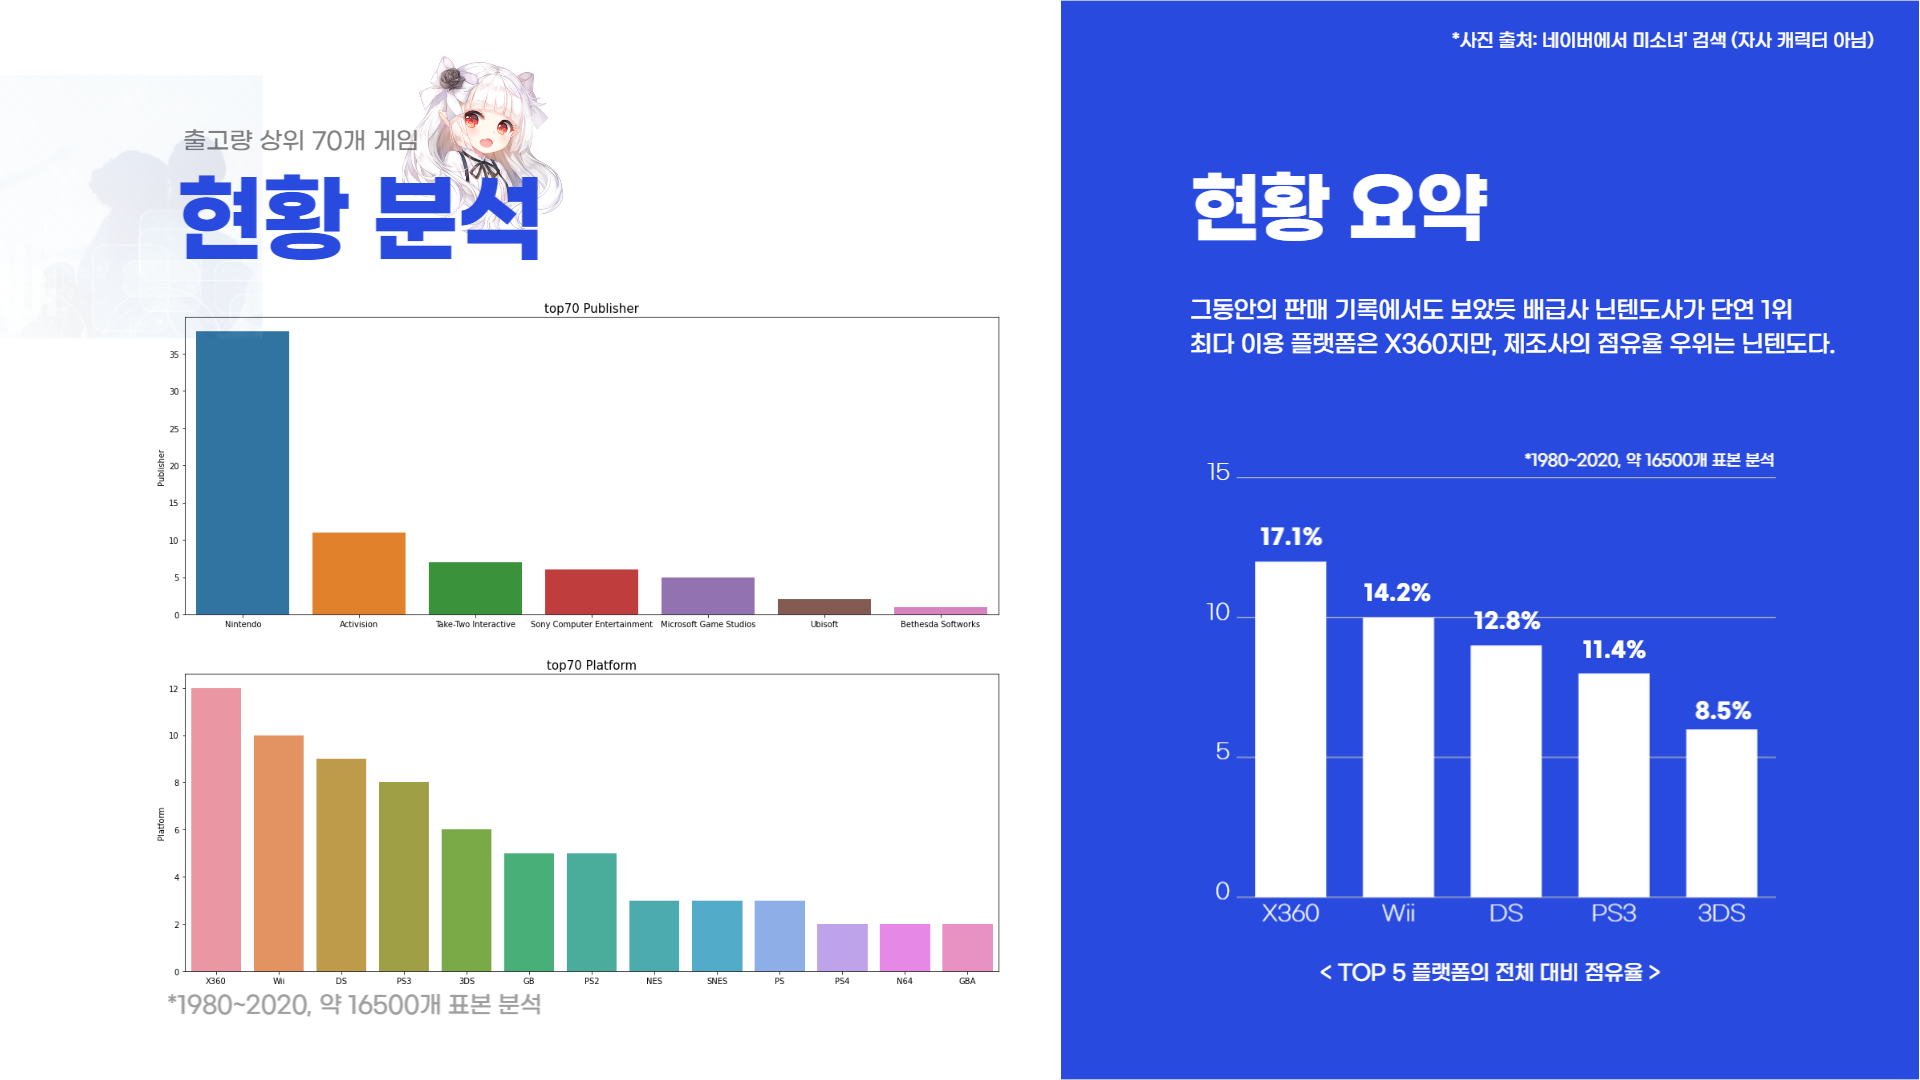 출고량 상위 70개 게임
현황 분석
top70 Publisher
Publisher
35
30
25
20
15
10
5
0
Nintendo Activision Take-Two Interactive Sony Computer Entertainment Microsoft Game Studios Ubisoft Bethesda Softworks
top70 Platform
Platform
12
10
8
6
4
2
0
X360 Wii DS PS3 3DS GB PS2 NES SNES PS PS4 N64 GBA
*1980~2020, 약 16500개 표본 분석
*사진 출처: 네이버에서 미소녀' 검색 (자사 캐릭터 아님)
현황 요약
그동안의 판매 기록에서도 보았듯 배급사 닌텐도사가 단연 1위
최다 이용 플랫폼은 X360지만, 제조사의 점유율 우위는 닌텐도다.
*1980~2020, 약 16500개 표본 분석
15
10
5
0
17.1%
14.2%
12.8%
11.4%
8.5%
X360 Wii DS PS3 3DS
< TOP 5 플랫폼의 전체 대비 점유율 >